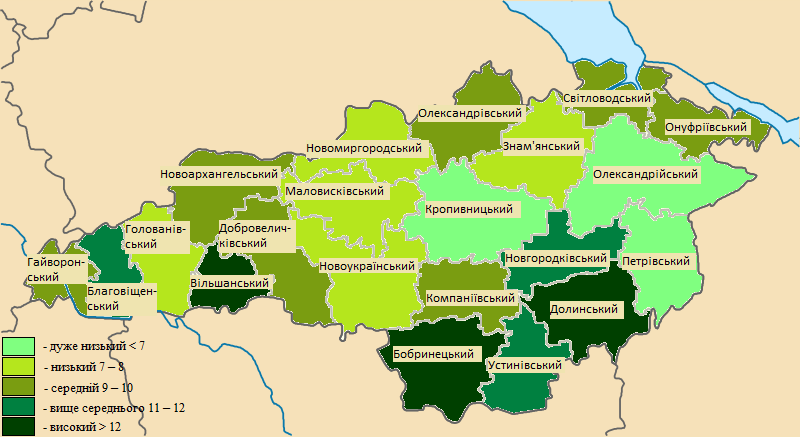 Світловодський
Олександрівський
Онуфріївський
Знам'янський
Новомиргородський
Новоархангельський
Олександрійський
Маловисківський
Кропивницький
Голованів-
ський
Добровелич-
ківський
Гайворон-
ський
Новгородківський
Петрівський
Новоукраїнський
Вільшанський
Благовіщен-
ський
Компаніївський
Долинський
Бобринецький
Устинівський
- дуже низький < 7
- низький 7 – 8
- середній 9 – 10
- вище середнього 11 – 12
- високий > 12